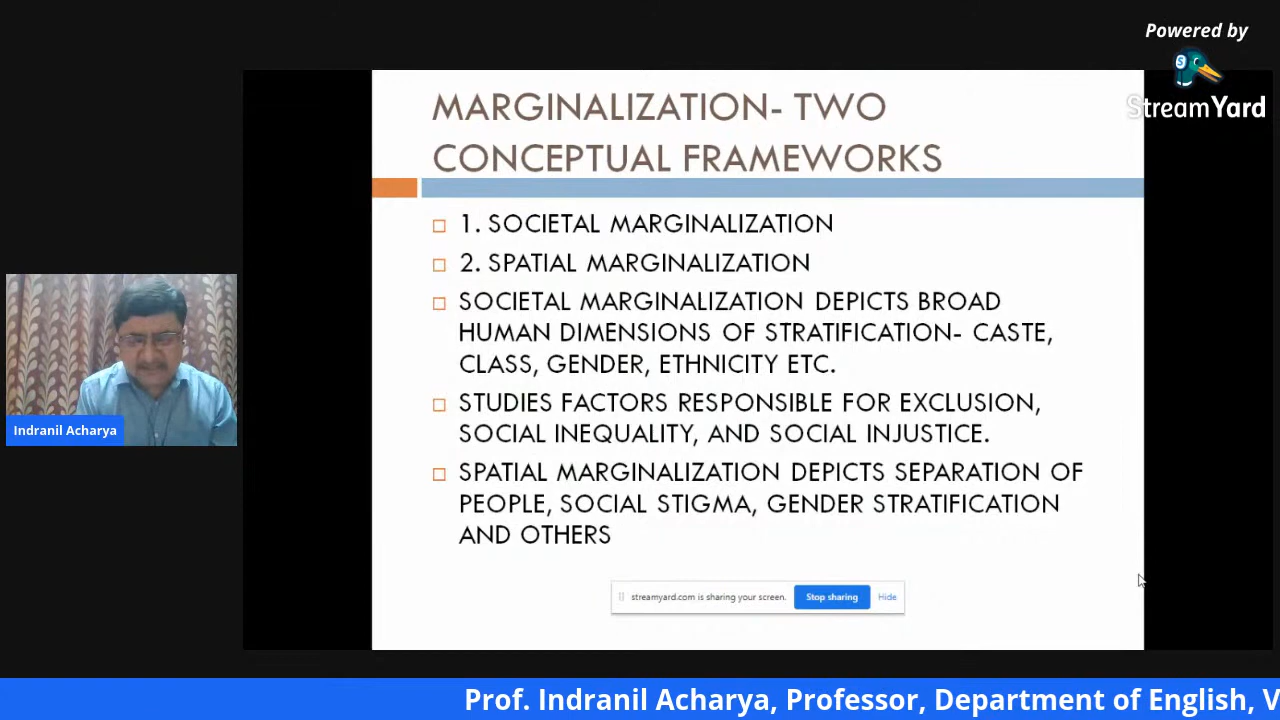 Powered by
StreamYard
MARGINALIZATION- TWO
CONCEPTUAL FRAMEWORKS
1. SOCIETAL MARGINALIZATION
2. SPATIAL MARGINALIZATION
SOCIETAL MARGINALIZATION DEPICTS BROAD
HUMAN DIMENSIONS OF STRATIFICATION- CASTE,
CLASS, GENDER, ETHNICITY ETC.
STUDIES FACTORS RESPONSIBLE FOR EXCLUSION,
SOCIAL INEQUALITY, AND SOCIAL INJUSTICE.
SPATIAL MARGINALIZATION DEPICTS SEPARATION OF
PEOPLE, SOCIAL STIGMA, GENDER STRATIFICATION
AND OTHERS
Indranil Acharya
streamyard.com is sharing your screen. Stop sharing Hide
Prof. Indranil Acharya, Professor, Department of English, V